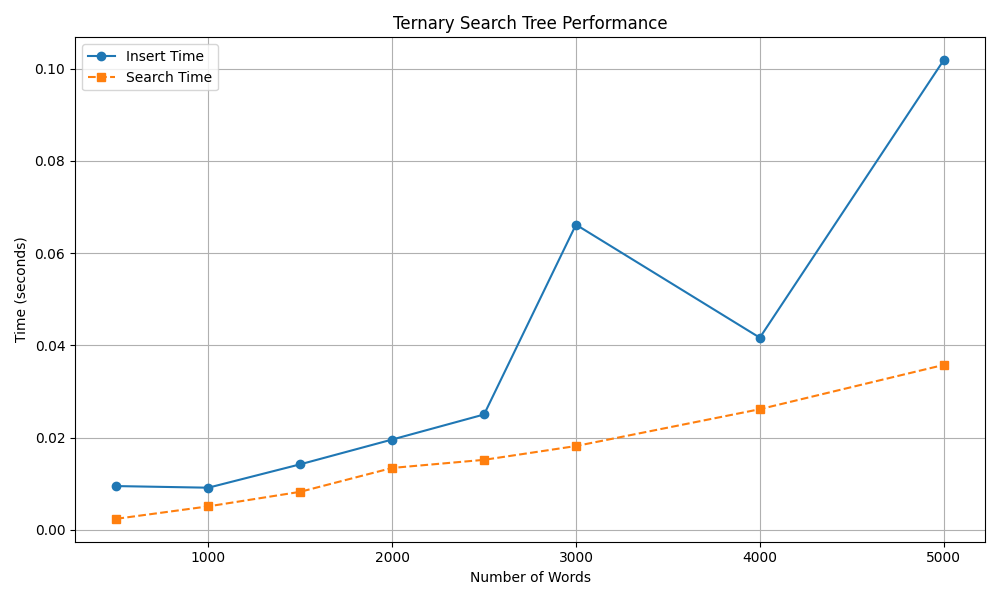 Ternary Search Tree Performance
Insert Time
Search Time
0.10
0.08
0.06
0.04
0.02
0.00
Time (seconds)
1000 2000 3000 4000 5000
Number of Words